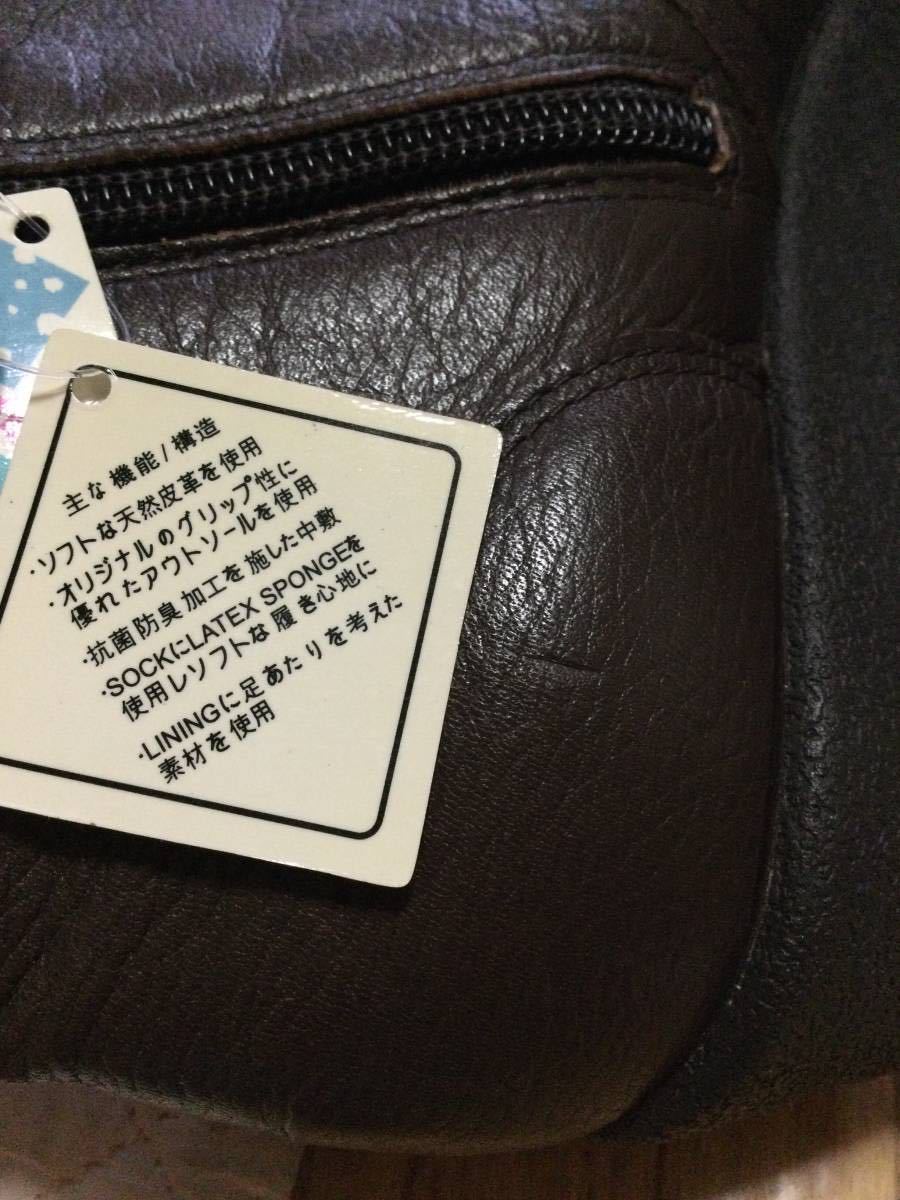 主な機能/構造
・ソフトな天然皮革を使用
・オリジナルのグリップ性に
優れたアウトソールを使用
・抗菌防臭加工を施した中敷
・SOCKにLATEX SPONGEを
使用レソフトな履き心地に
・LININGに足あたりを考えた
素材を使用